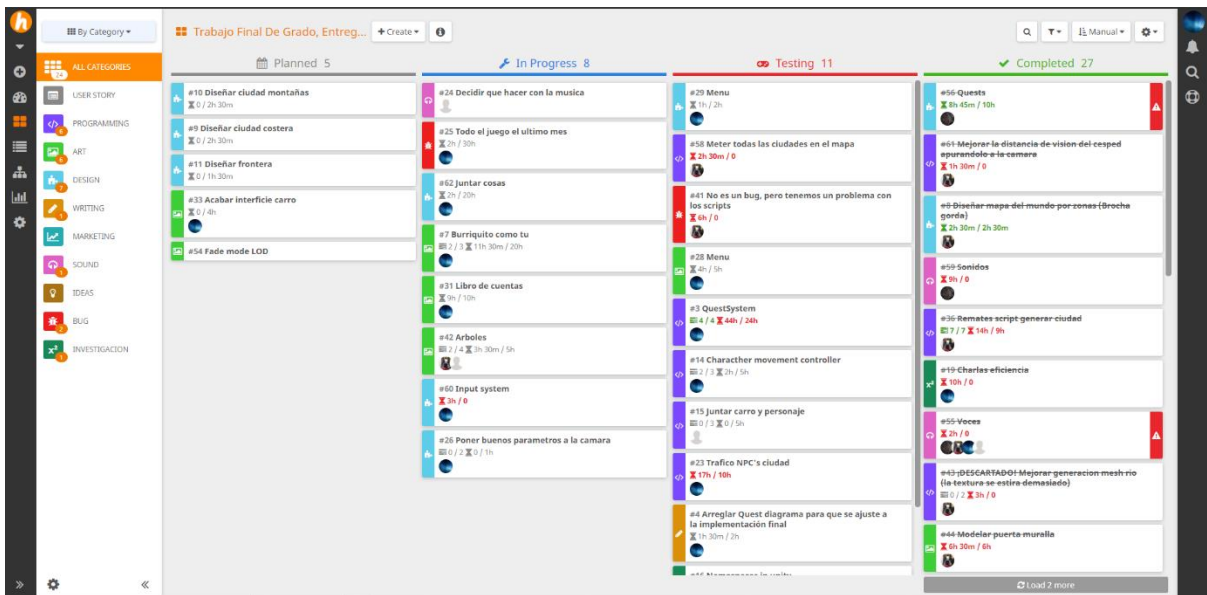 By Category
Trabajo Final De Grado, Entreg...
+ Create
Manual
ALL CATEGORIES
24
USER STORY
PROGRAMMING
6
ART
6
DESIGN
7
WRITING
1
MARKETING
SOUND
1
IDEAS
BUG
2
INVESTIGACION
1
Planned 5
#10 Diseñar ciudad montañas
0 / 2h 30m
#9 Diseñar ciudad costera
0 / 2h 30m
#11 Diseñar frontera
0 / 1h 30m
#33 Acabar interficie carro
0 / 4h
#54 Fade mode LOD
In Progress 8
#24 Decidir que hacer con la musica
#25 Todo el juego el ultimo mes
2h / 30h
#62 Juntar cosas
2h / 20h
#7 Burriquito como tu
2 / 3 11h 30m / 20h
#31 Libro de cuentas
9h / 10h
#42 Arboles
2 / 4 3h 30m / 5h
#60 Input system
3h / 0
#26 Poner buenos parametros a la camara
0 / 2 0 / 1h
Testing 11
#29 Menu
1h / 2h
#58 Meter todas las ciudades en el mapa
2h 30m / 0
#41 No es un bug, pero tenemos un problema con
los scripts
6h / 0
#28 Menu
4h / 5h
#3 QuestSystem
4 / 4 44h / 24h
#14 Characther movement controller
2 / 3 2h / 5h
#15 Juntar carro y personaje
0 / 3 0 / 5h
#23 Trafico NPC's ciudad
17h / 10h
#4 Arreglar Quest diagrama para que se ajuste a
la implementación final
1h 30m / 2h
Completed 27
#56 Quests
8h 45m / 10h
#61 Mejorar la distancia de vision del cesped
apurandolo a la camara
1h 30m / 0
#8 Diseñar mapa del mundo por zonas (Brocha
gorda)
2h 30m / 2h 30m
#59 Sonidos
9h / 0
#36 Remates script generar ciudad
7 / 7 14h / 9h
#19 Charlas eficiencia
10h / 0
#55 Voces
2h / 0
#43 ¡DESCARTADO! Mejorar generacion mesh rio
(la textura se estira demasiado)
0 / 2 3h / 0
#44 Modelar puerta muralla
6h 30m / 6h
Load 2 more